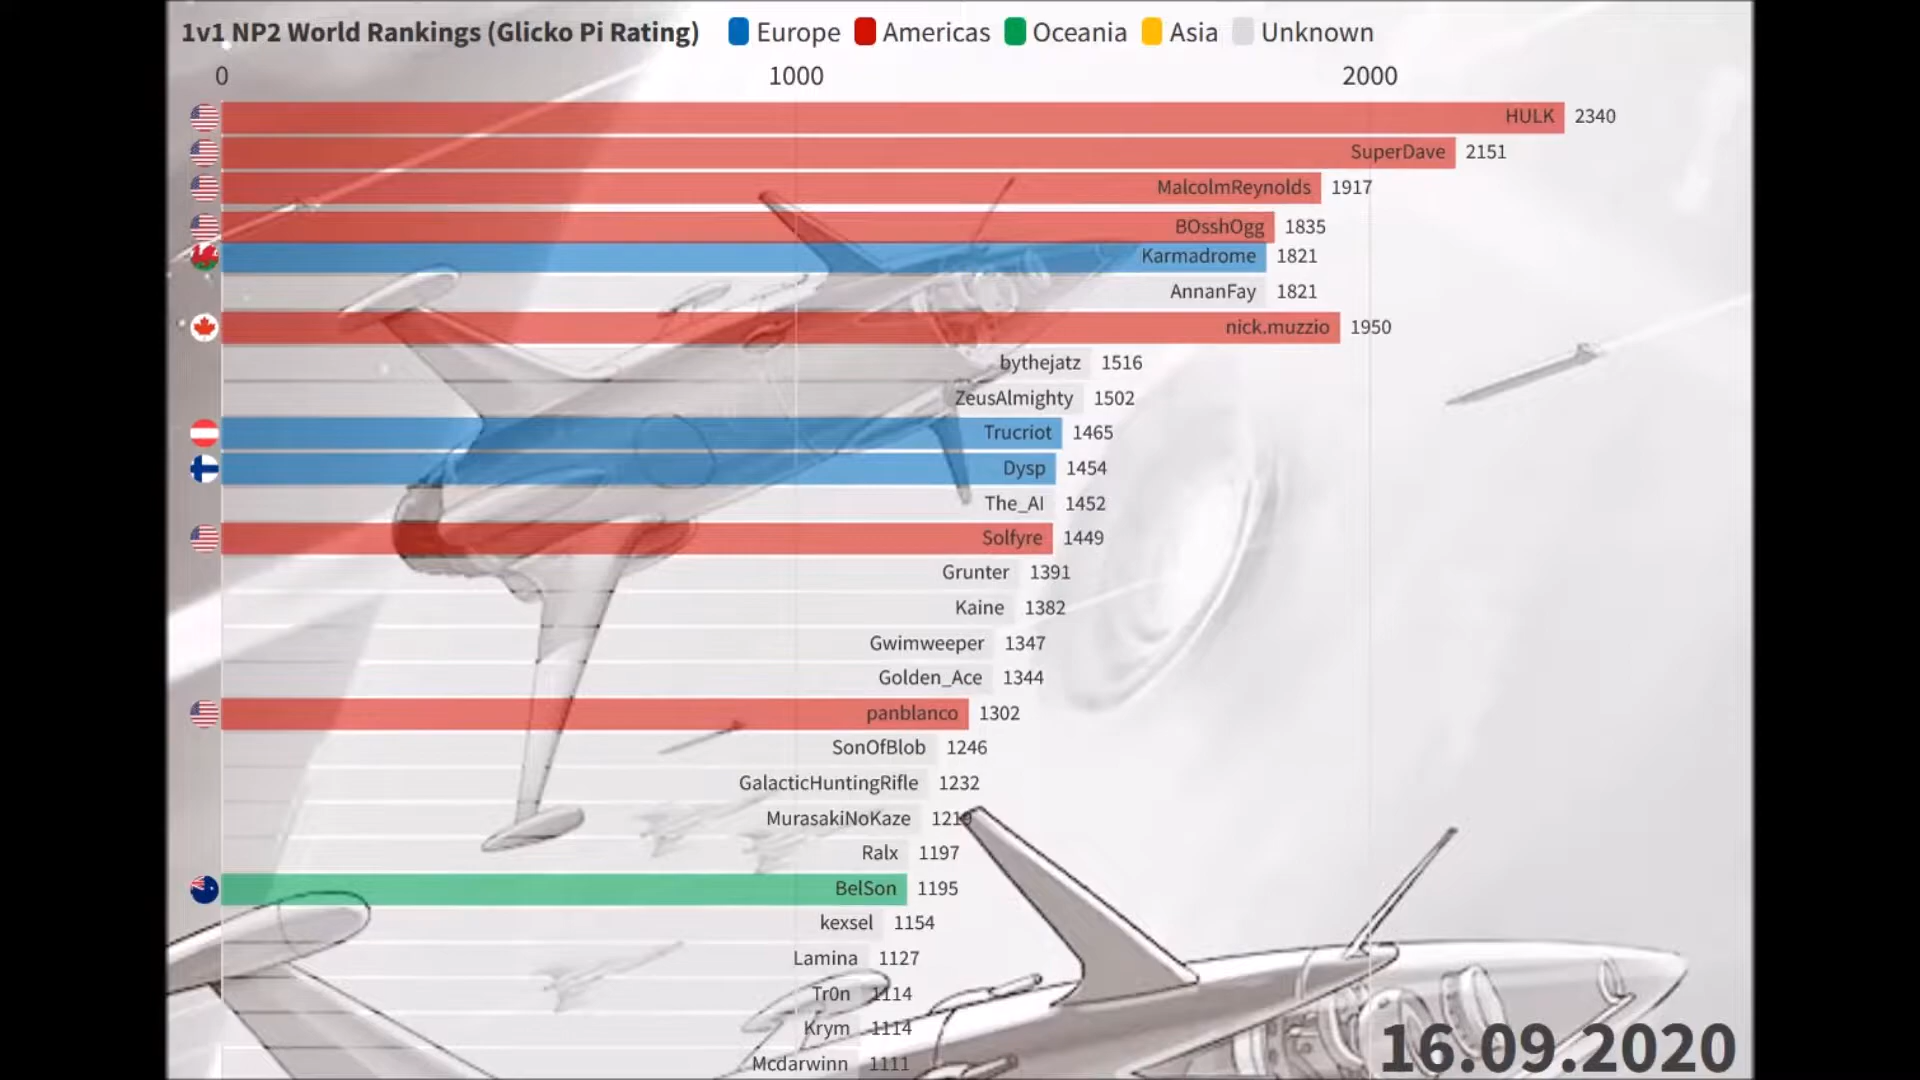 1v1 NP2 World Rankings (Glicko Pi Rating) Europe Americas Oceania Asia Unknown
0 1000 2000
HULK 2340
SuperDave 2151
MalcolmReynolds 1917
BOsshOgg 1835
Karmadrome 1821
AnnanFay 1821
nick.muzzio 1950
bythejatz 1516
ZeusAlmighty 1502
Trucriot 1465
Dysp 1454
The_AI 1452
Solfyre 1449
Grunter 1391
Kaine 1382
Gwimweeper 1347
Golden_Ace 1344
panblanco 1302
SonOfBlob 1246
GalacticHuntingRifle 1232
MurasakiNoKaze 1219
Ralx 1197
BelSon 1195
kexsel 1154
Lamina 1127
Tr0n 1114
Krym 1114
Mcdarwinn 1111
16.09.2020